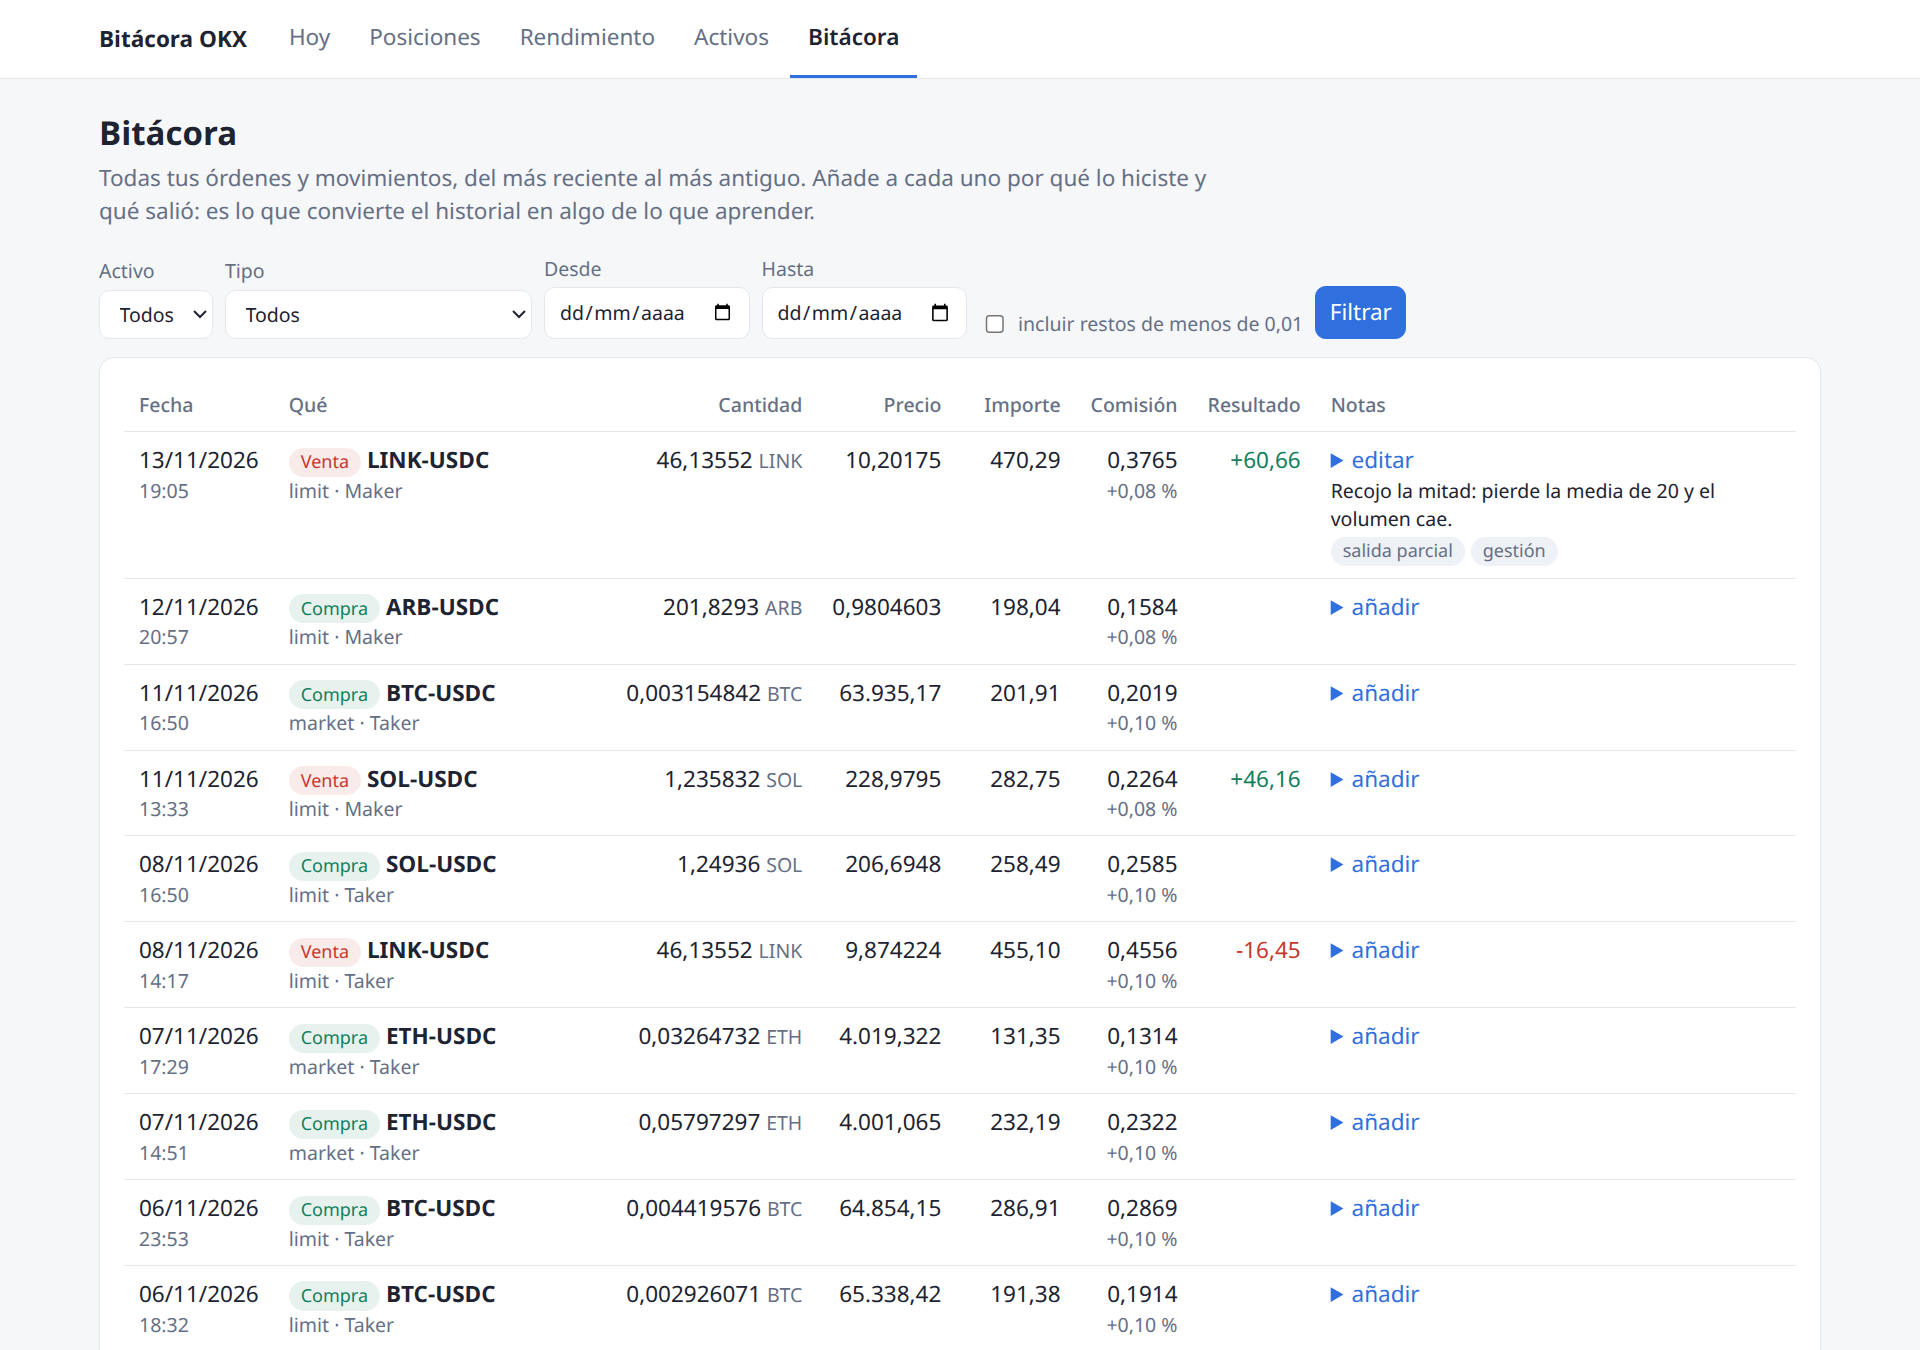 Bitácora OKX Hoy Posiciones Rendimiento Activos Bitácora
Bitácora
Todas tus órdenes y movimientos, del más reciente al más antiguo. Añade a cada uno por qué lo hiciste y
qué salió: es lo que convierte el historial en algo de lo que aprender.
Activo Tipo Desde Hasta
Todos Todos dd/mm/aaaa dd/mm/aaaa incluir restos de menos de 0,01 Filtrar
Fecha Qué Cantidad Precio Importe Comisión Resultado Notas
13/11/2026 Venta LINK-USDC 46,13552 LINK 10,20175 470,29 0,3765 +60,66 editar
19:05 limit · Maker +0,08 % Recojo la mitad: pierde la media de 20 y el
volumen cae.
salida parcial gestión
12/11/2026 Compra ARB-USDC 201,8293 ARB 0,9804603 198,04 0,1584 añadir
20:57 limit · Maker +0,08 %
11/11/2026 Compra BTC-USDC 0,003154842 BTC 63.935,17 201,91 0,2019 añadir
16:50 market · Taker +0,10 %
11/11/2026 Venta SOL-USDC 1,235832 SOL 228,9795 282,75 0,2264 +46,16 añadir
13:33 limit · Maker +0,08 %
08/11/2026 Compra SOL-USDC 1,24936 SOL 206,6948 258,49 0,2585 añadir
16:50 limit · Taker +0,10 %
08/11/2026 Venta LINK-USDC 46,13552 LINK 9,874224 455,10 0,4556 -16,45 añadir
14:17 limit · Taker +0,10 %
07/11/2026 Compra ETH-USDC 0,03264732 ETH 4.019,322 131,35 0,1314 añadir
17:29 market · Taker +0,10 %
07/11/2026 Compra ETH-USDC 0,05797297 ETH 4.001,065 232,19 0,2322 añadir
14:51 market · Taker +0,10 %
06/11/2026 Compra BTC-USDC 0,004419576 BTC 64.854,15 286,91 0,2869 añadir
23:53 limit · Taker +0,10 %
06/11/2026 Compra BTC-USDC 0,002926071 BTC 65.338,42 191,38 0,1914 añadir
18:32 limit · Taker +0,10 %